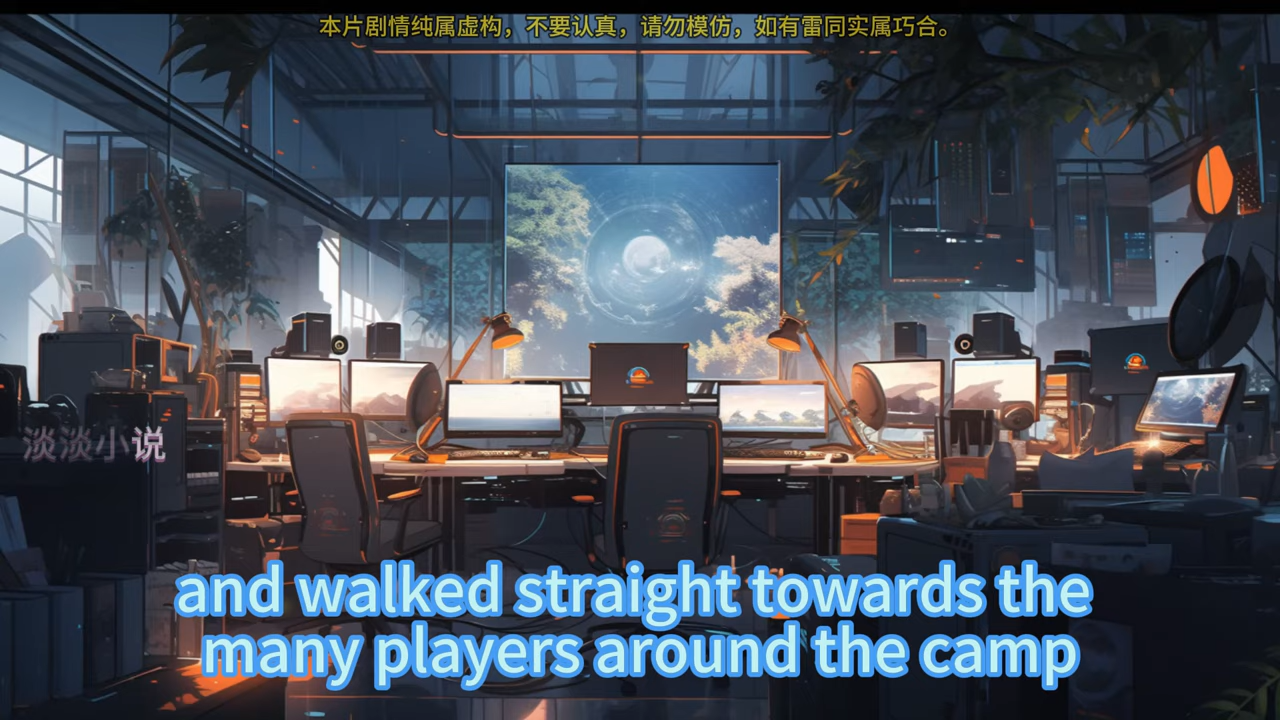 本片剧情纯属虚构，不要认真，请勿模仿，如有雷同实属巧合。
淡淡小说
and walked straight towards the
many players around the camp